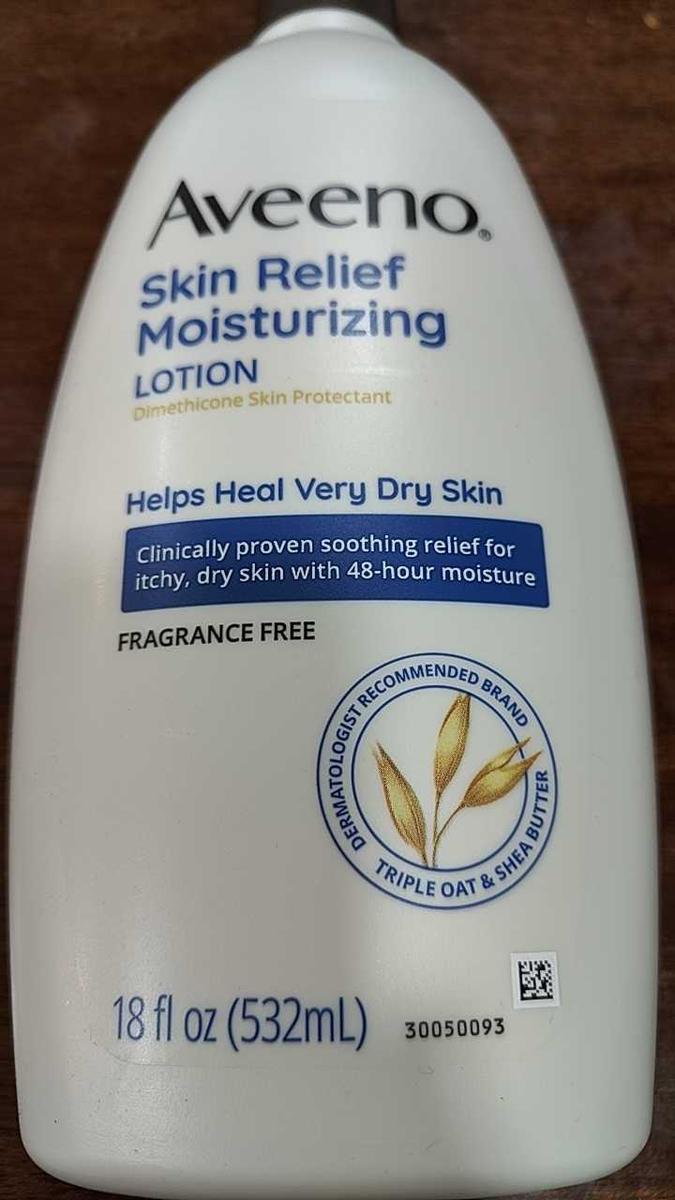 Aveeno®
Skin Relief
Moisturizing
LOTION
Dimethicone Skin Protectant
Helps Heal Very Dry Skin
Clinically proven soothing relief for
itchy, dry skin with 48-hour moisture
FRAGRANCE FREE
DERMATOLOGIST RECOMMENDED BRAND
TRIPLE OAT & SHEA BUTTER
18 fl oz (532mL)
30050093